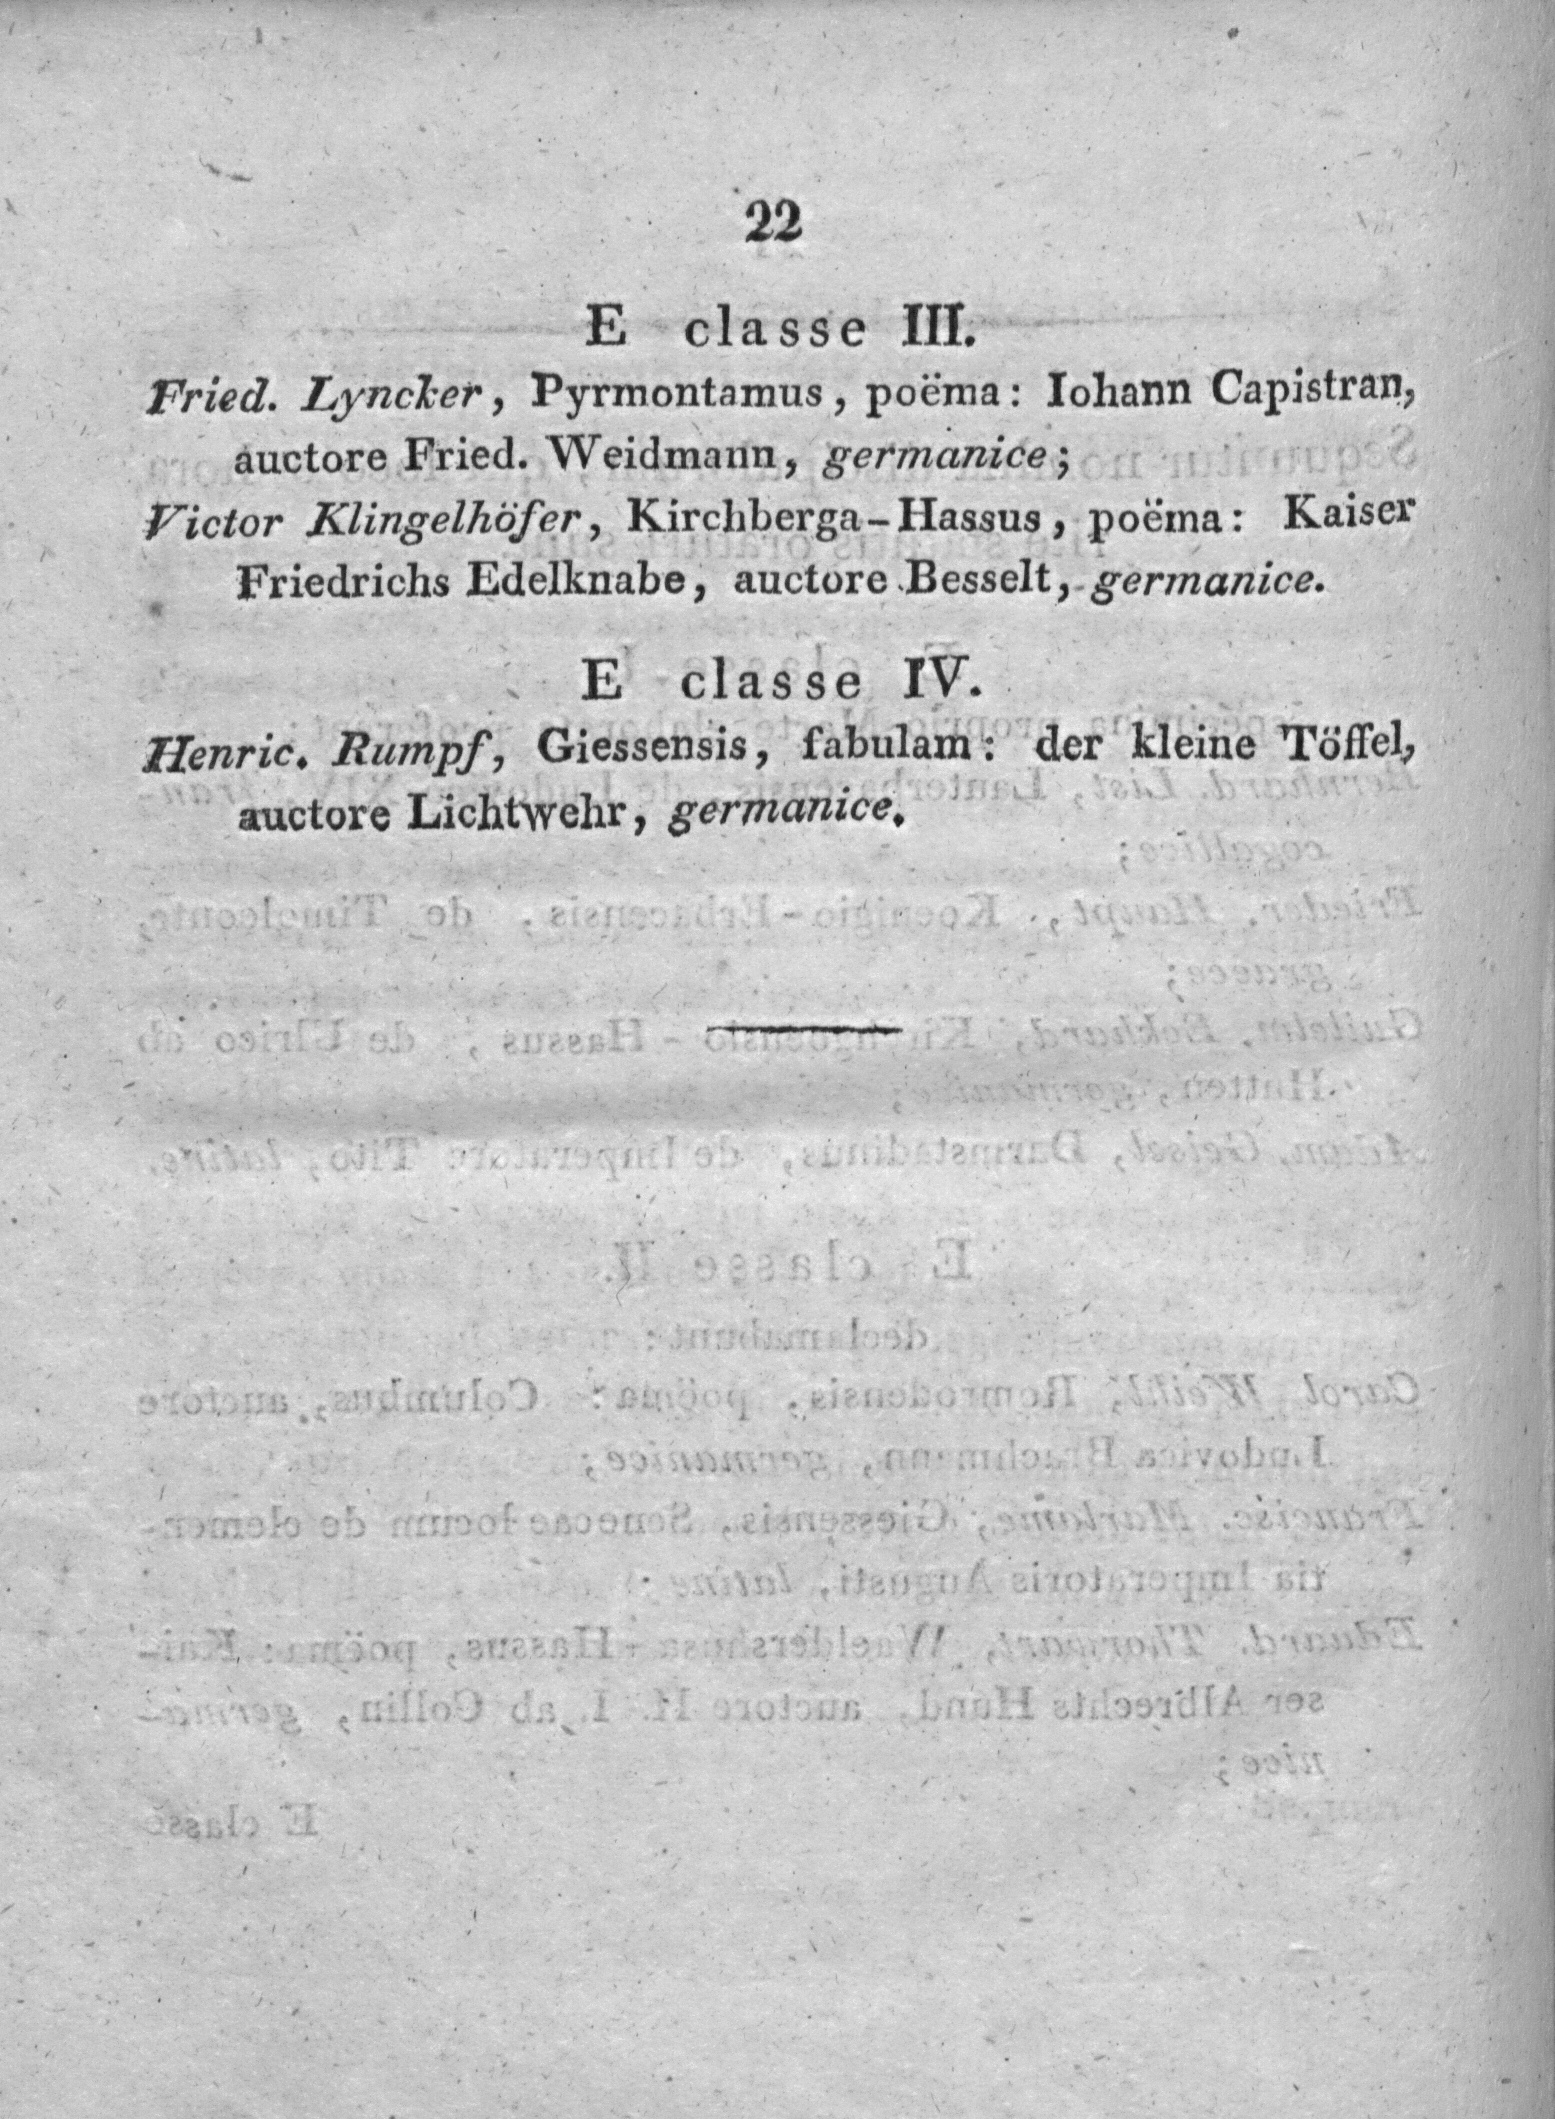 22
E classe III.
Fried. Lyncker, Pyrmontamus, poëma: Iohann Capistran,
auctore Fried. Weidmann, germanice;
Victor Klingelhöfer, Kirchberga-Hassus, poëma: Kaiser
Friedrichs Edelknabe, auctore Besselt, germanice.
E classe IV.
Henric. Rumpf, Giessensis, fabulam: der kleine Töffel,
auctore Lichtwehr, germanice.